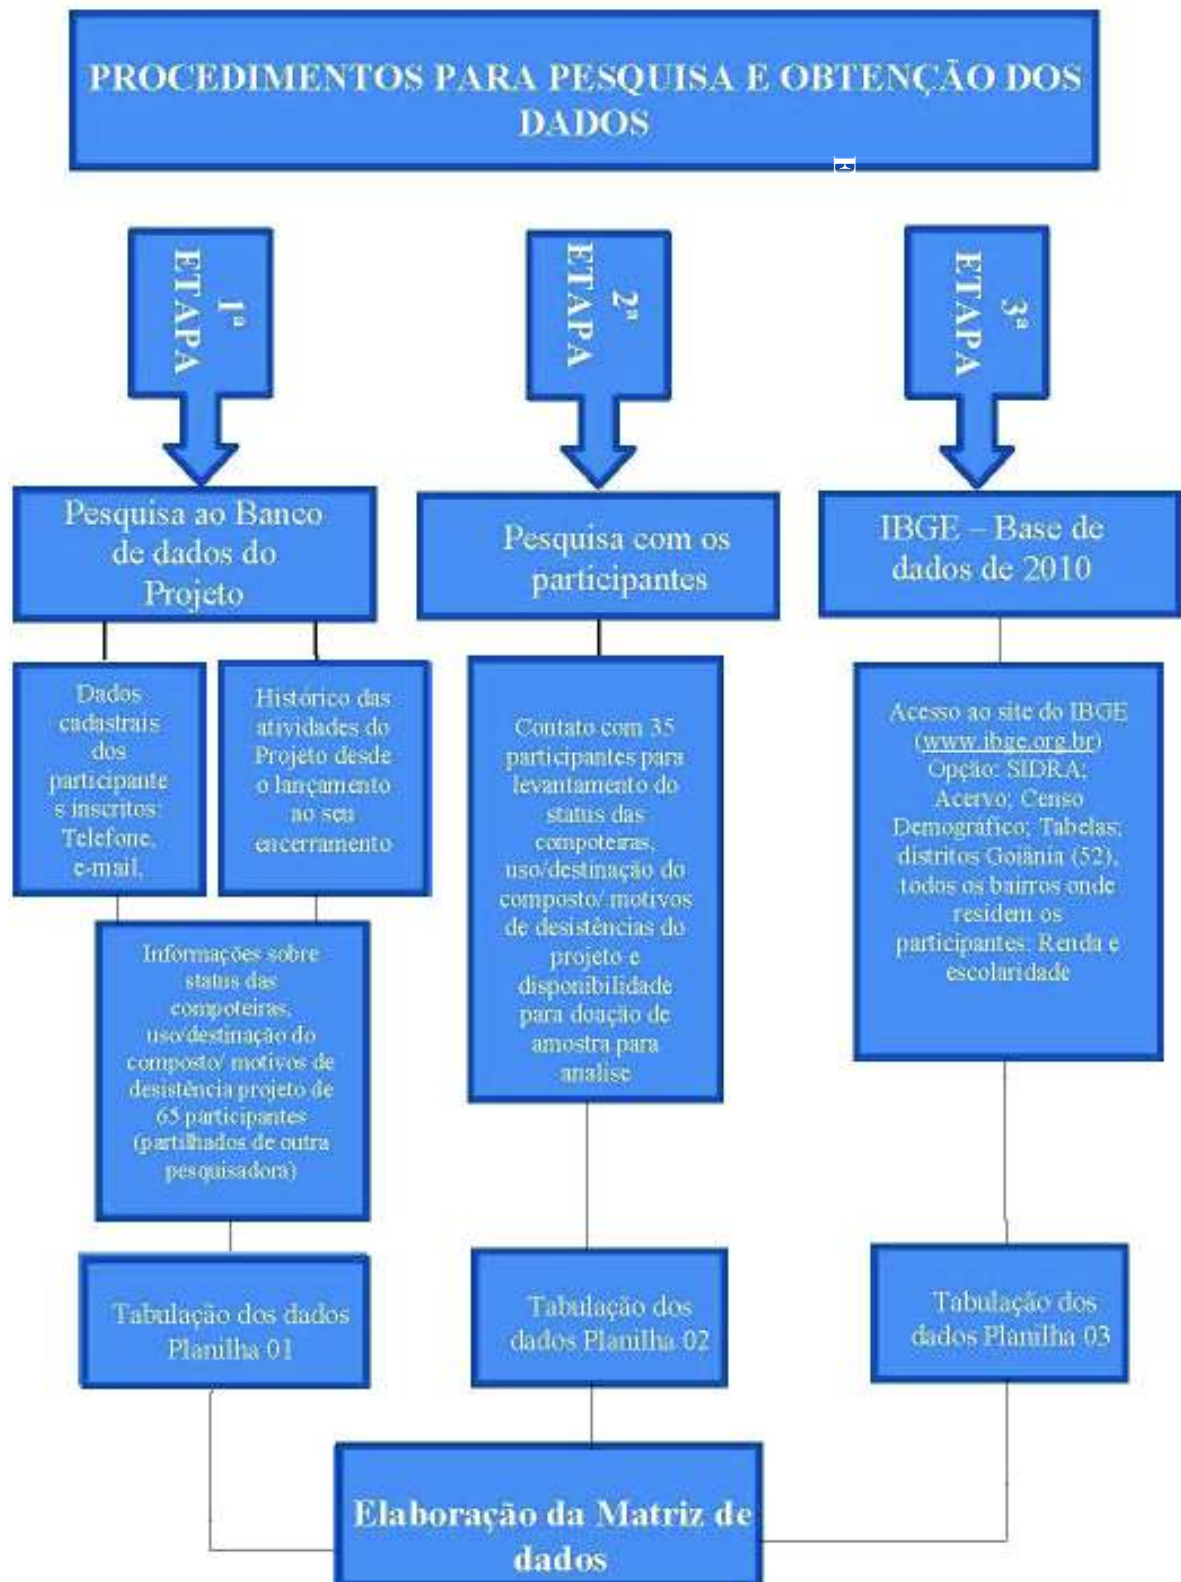 PROCEDIMENTOS PARA PESQUISA E OBTENÇÃO DOS
DADOS
E
1ª
ETAPA
2ª
ETAPA
3ª
ETAPA
Pesquisa ao Banco
de dados do
Projeto
Pesquisa com os
participantes
IBGE – Base de
dados de 2010
Dados
cadastrais
dos
participante
s inscritos:
Telefone,
e-mail,
Histórico das
atividades do
Projeto desde
o lançamento
ao seu
encerramento
Contato com 35
participantes para
levantamento do
status das
compoteiras,
uso/destinação do
composto/ motivos
de desistências do
projeto e
disponibilidade
para doação de
amostra para
analise
Acesso ao site do IBGE
(www.ibge.org.br)
Opção: SIDRA;
Acervo; Censo
Demográfico; Tabelas;
distritos Goiânia (52),
todos os bairros onde
residem os
participantes. Renda e
escolaridade
Informações sobre
status das
compoteiras,
uso/destinação do
composto/ motivos de
desistência projeto de
65 participantes
(partilhados de outra
pesquisadora)
Tabulação dos dados
Planilha 01
Tabulação dos
dados Planilha 02
Tabulação dos
dados Planilha 03
Elaboração da Matriz de
dados